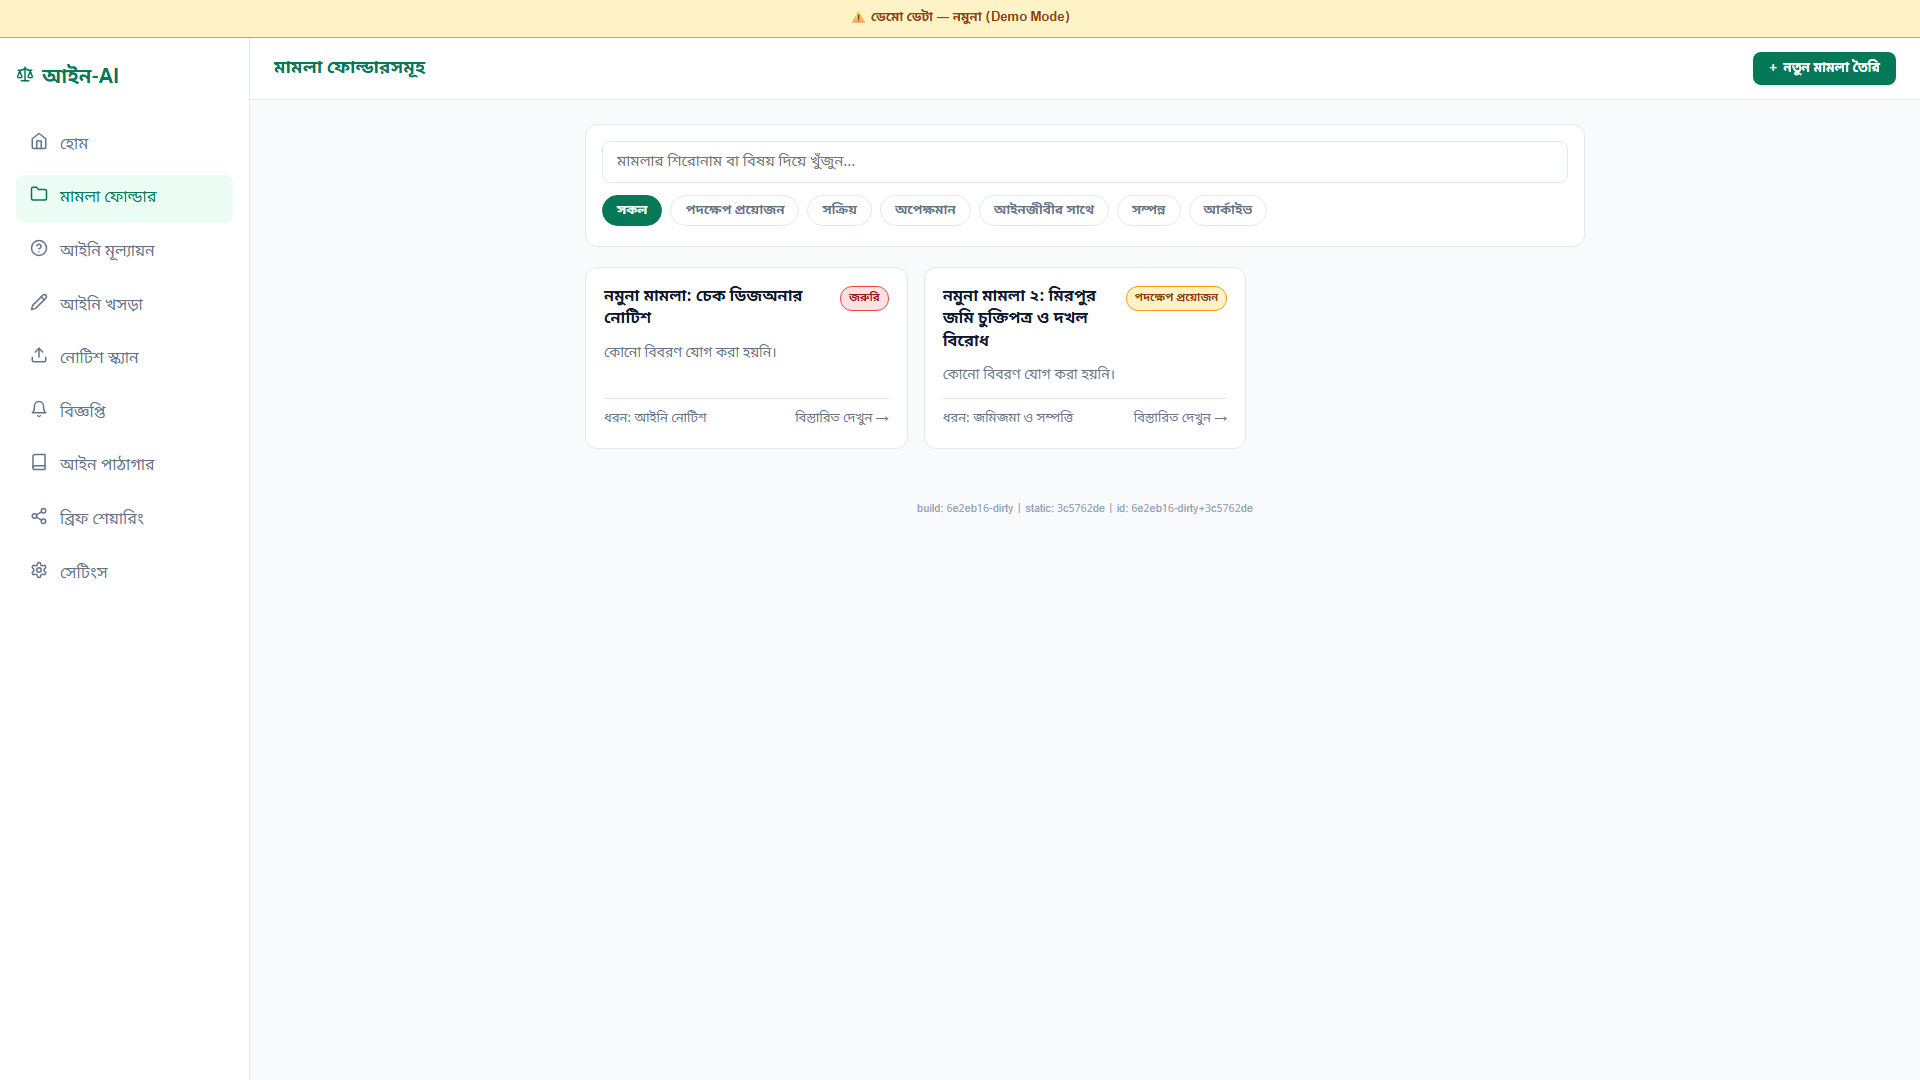 ⚠️ ডেমো ডেটা — নমুনা (Demo Mode)
আইন-AI
হোম
মামলা ফোল্ডার
আইনি মূল্যায়ন
আইনি খসড়া
নোটিশ স্ক্যান
বিজ্ঞপ্তি
আইন পাঠাগার
ব্রিফ শেয়ারিং
সেটিংস
মামলা ফোল্ডারসমূহ
+ নতুন মামলা তৈরি
মামলার শিরোনাম বা বিষয় দিয়ে খুঁজুন...
সকল
পদক্ষেপ প্রয়োজন
সক্রিয়
অপেক্ষমান
আইনজীবীর সাথে
সম্পন্ন
আর্কাইভ
নমুনা মামলা: চেক ডিজঅনার
নোটিশ
জরুরি
কোনো বিবরণ যোগ করা হয়নি।
ধরন: আইনি নোটিশ
বিস্তারিত দেখুন →
নমুনা মামলা ২: মিরপুর
জমি চুক্তিপত্র ও দখল
বিরোধ
পদক্ষেপ প্রয়োজন
কোনো বিবরণ যোগ করা হয়নি।
ধরন: জমিজমা ও সম্পত্তি
বিস্তারিত দেখুন →
build: 6e2eb16-dirty | static: 3c5762de | id: 6e2eb16-dirty+3c5762de